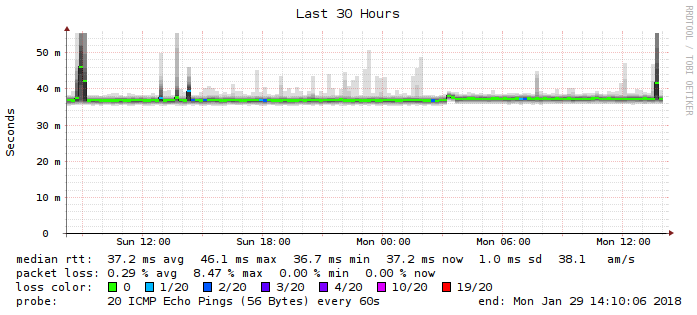 Last 30 Hours
RRDTOOL / TOBI OETIKER
Seconds
50 m
40 m
30 m
20 m
10 m
0
Sun 12:00 Sun 18:00 Mon 00:00 Mon 06:00 Mon 12:00
median rtt: 37.2 ms avg 46.1 ms max 36.7 ms min 37.2 ms now 1.0 ms sd 38.1 am/s
packet loss: 0.29 % avg 8.47 % max 0.00 % min 0.00 % now
loss color: 0 1/20 2/20 3/20 4/20 10/20 19/20
probe: 20 ICMP Echo Pings (56 Bytes) every 60s end: Mon Jan 29 14:10:06 2018